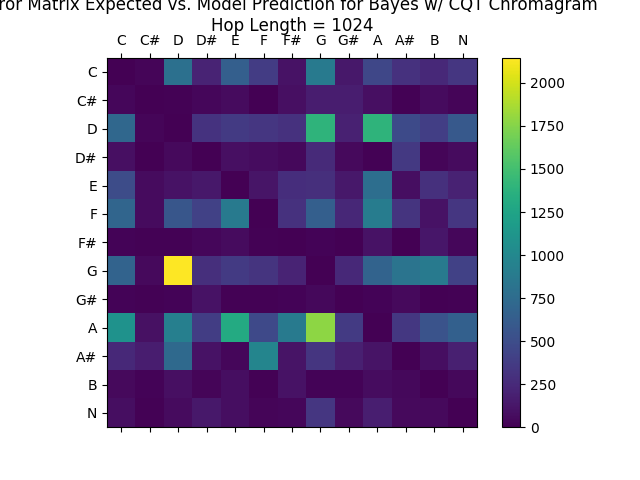 ror Matrix Expected vs. Model Prediction for Bayes w/ CQT Chromagram
Hop Length = 1024
C C# D D# E F F# G G# A A# B N
C
C#
D
D#
E
F
F#
G
G#
A
A#
B
N
2000
1750
1500
1250
1000
750
500
250
0